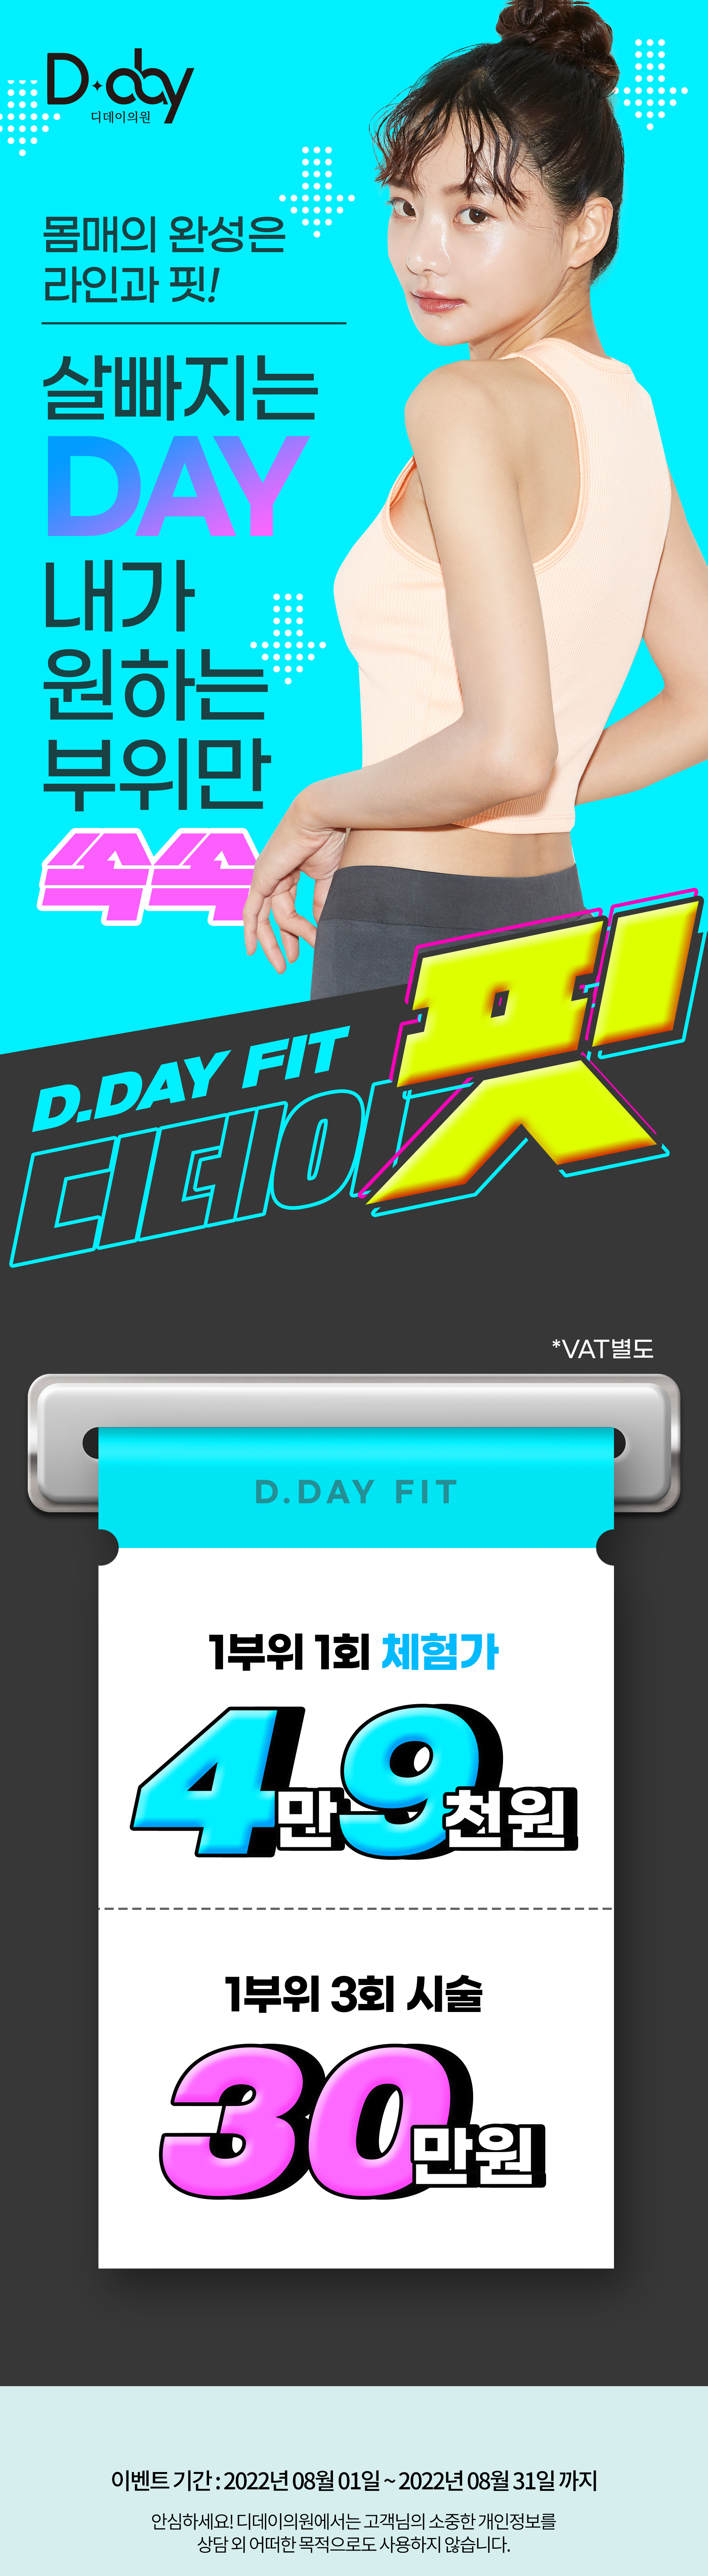 D·day
디데이의원
몸매의 완성은
라인과 핏!
살빠지는
DAY
내가
원하는
부위만
쏙쏙
D.DAY FIT
디데이핏
*VAT별도
D.DAY FIT
1부위 1회 체험가
4만9천원
1부위 3회 시술
30만원
이벤트 기간 : 2022년 08월 01일 ~ 2022년 08월 31일 까지
안심하세요! 디데이의원에서는 고객님의 소중한 개인정보를
상담 외 어떠한 목적으로도 사용하지 않습니다.